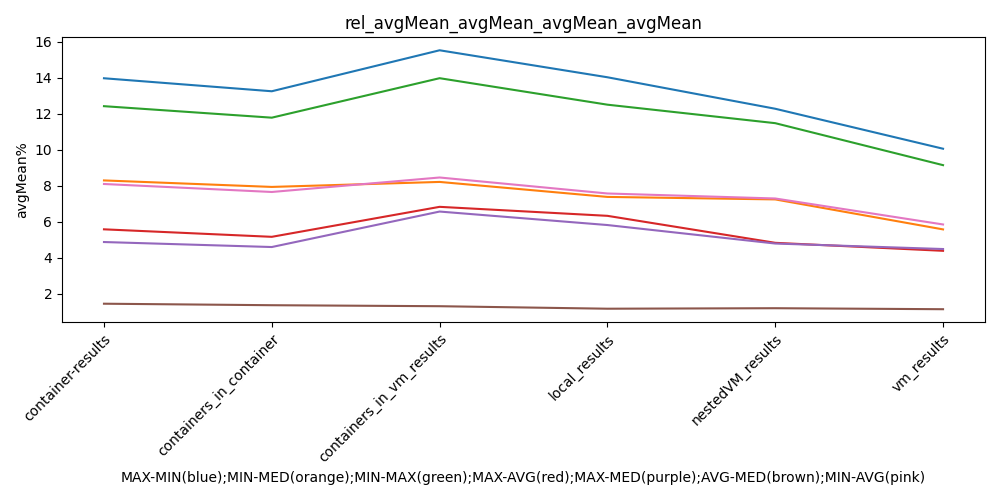 rel_avgMean_avgMean_avgMean_avgMean
avgMean%
16
14
12
10
8
6
4
2
container-results
containers_in_container
containers_in_vm_results
local_results
nestedVM_results
vm_results
MAX-MIN(blue);MIN-MED(orange);MIN-MAX(green);MAX-AVG(red);MAX-MED(purple);AVG-MED(brown);MIN-AVG(pink)